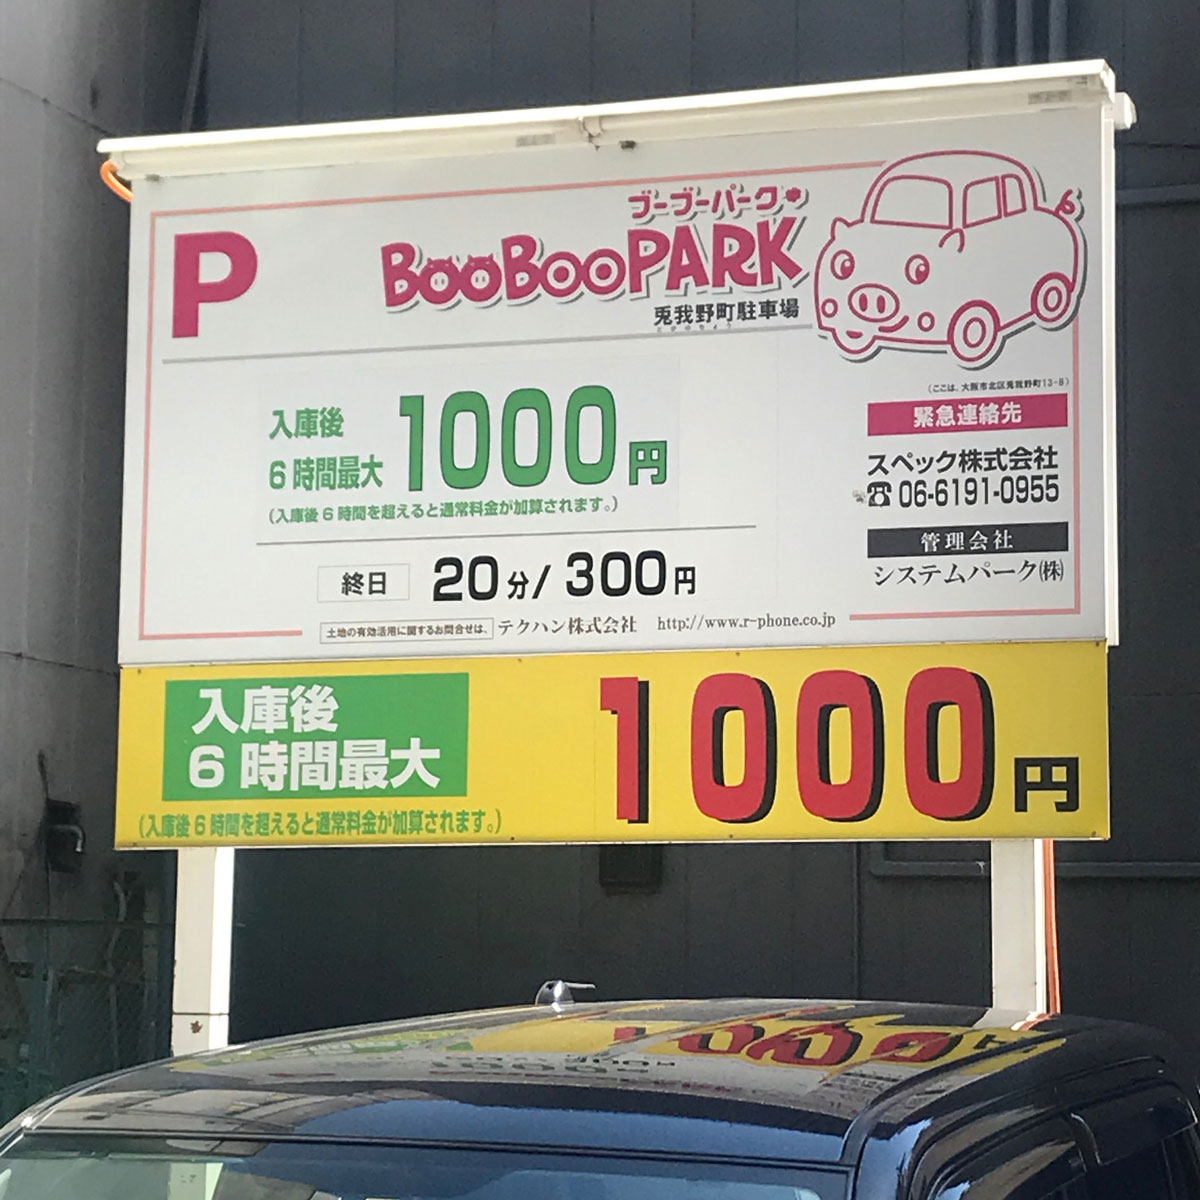 P
ブーブーパーク
BooBooPARK
兎我野町駐車場
とがのちょう
入庫後
6時間最大 1000円
(入庫後6時間を超えると通常料金が加算されます。)
終日 20分/300円
土地の有効活用に関するお問合せは、 テクハン株式会社 http://www.r-phone.co.jp
(ここは、大阪市北区兎我野町13-8)
緊急連絡先
スペック株式会社
☎06-6191-0955
管理会社
システムパーク㈱
入庫後
6時間最大
(入庫後6時間を超えると通常料金が加算されます。)
1000円